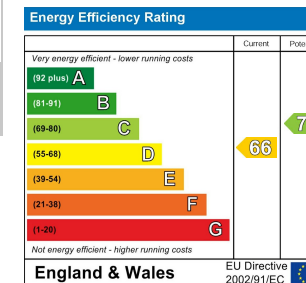 Energy Efficiency Rating
Current
Very energy efficient - lower running costs
(92 plus) A
(81-91) B
(69-80) C
(55-68) D
66
(39-54) E
(21-38) F
(1-20) G
Not energy efficient - higher running costs
England & Wales
EU Directive
2002/91/EC